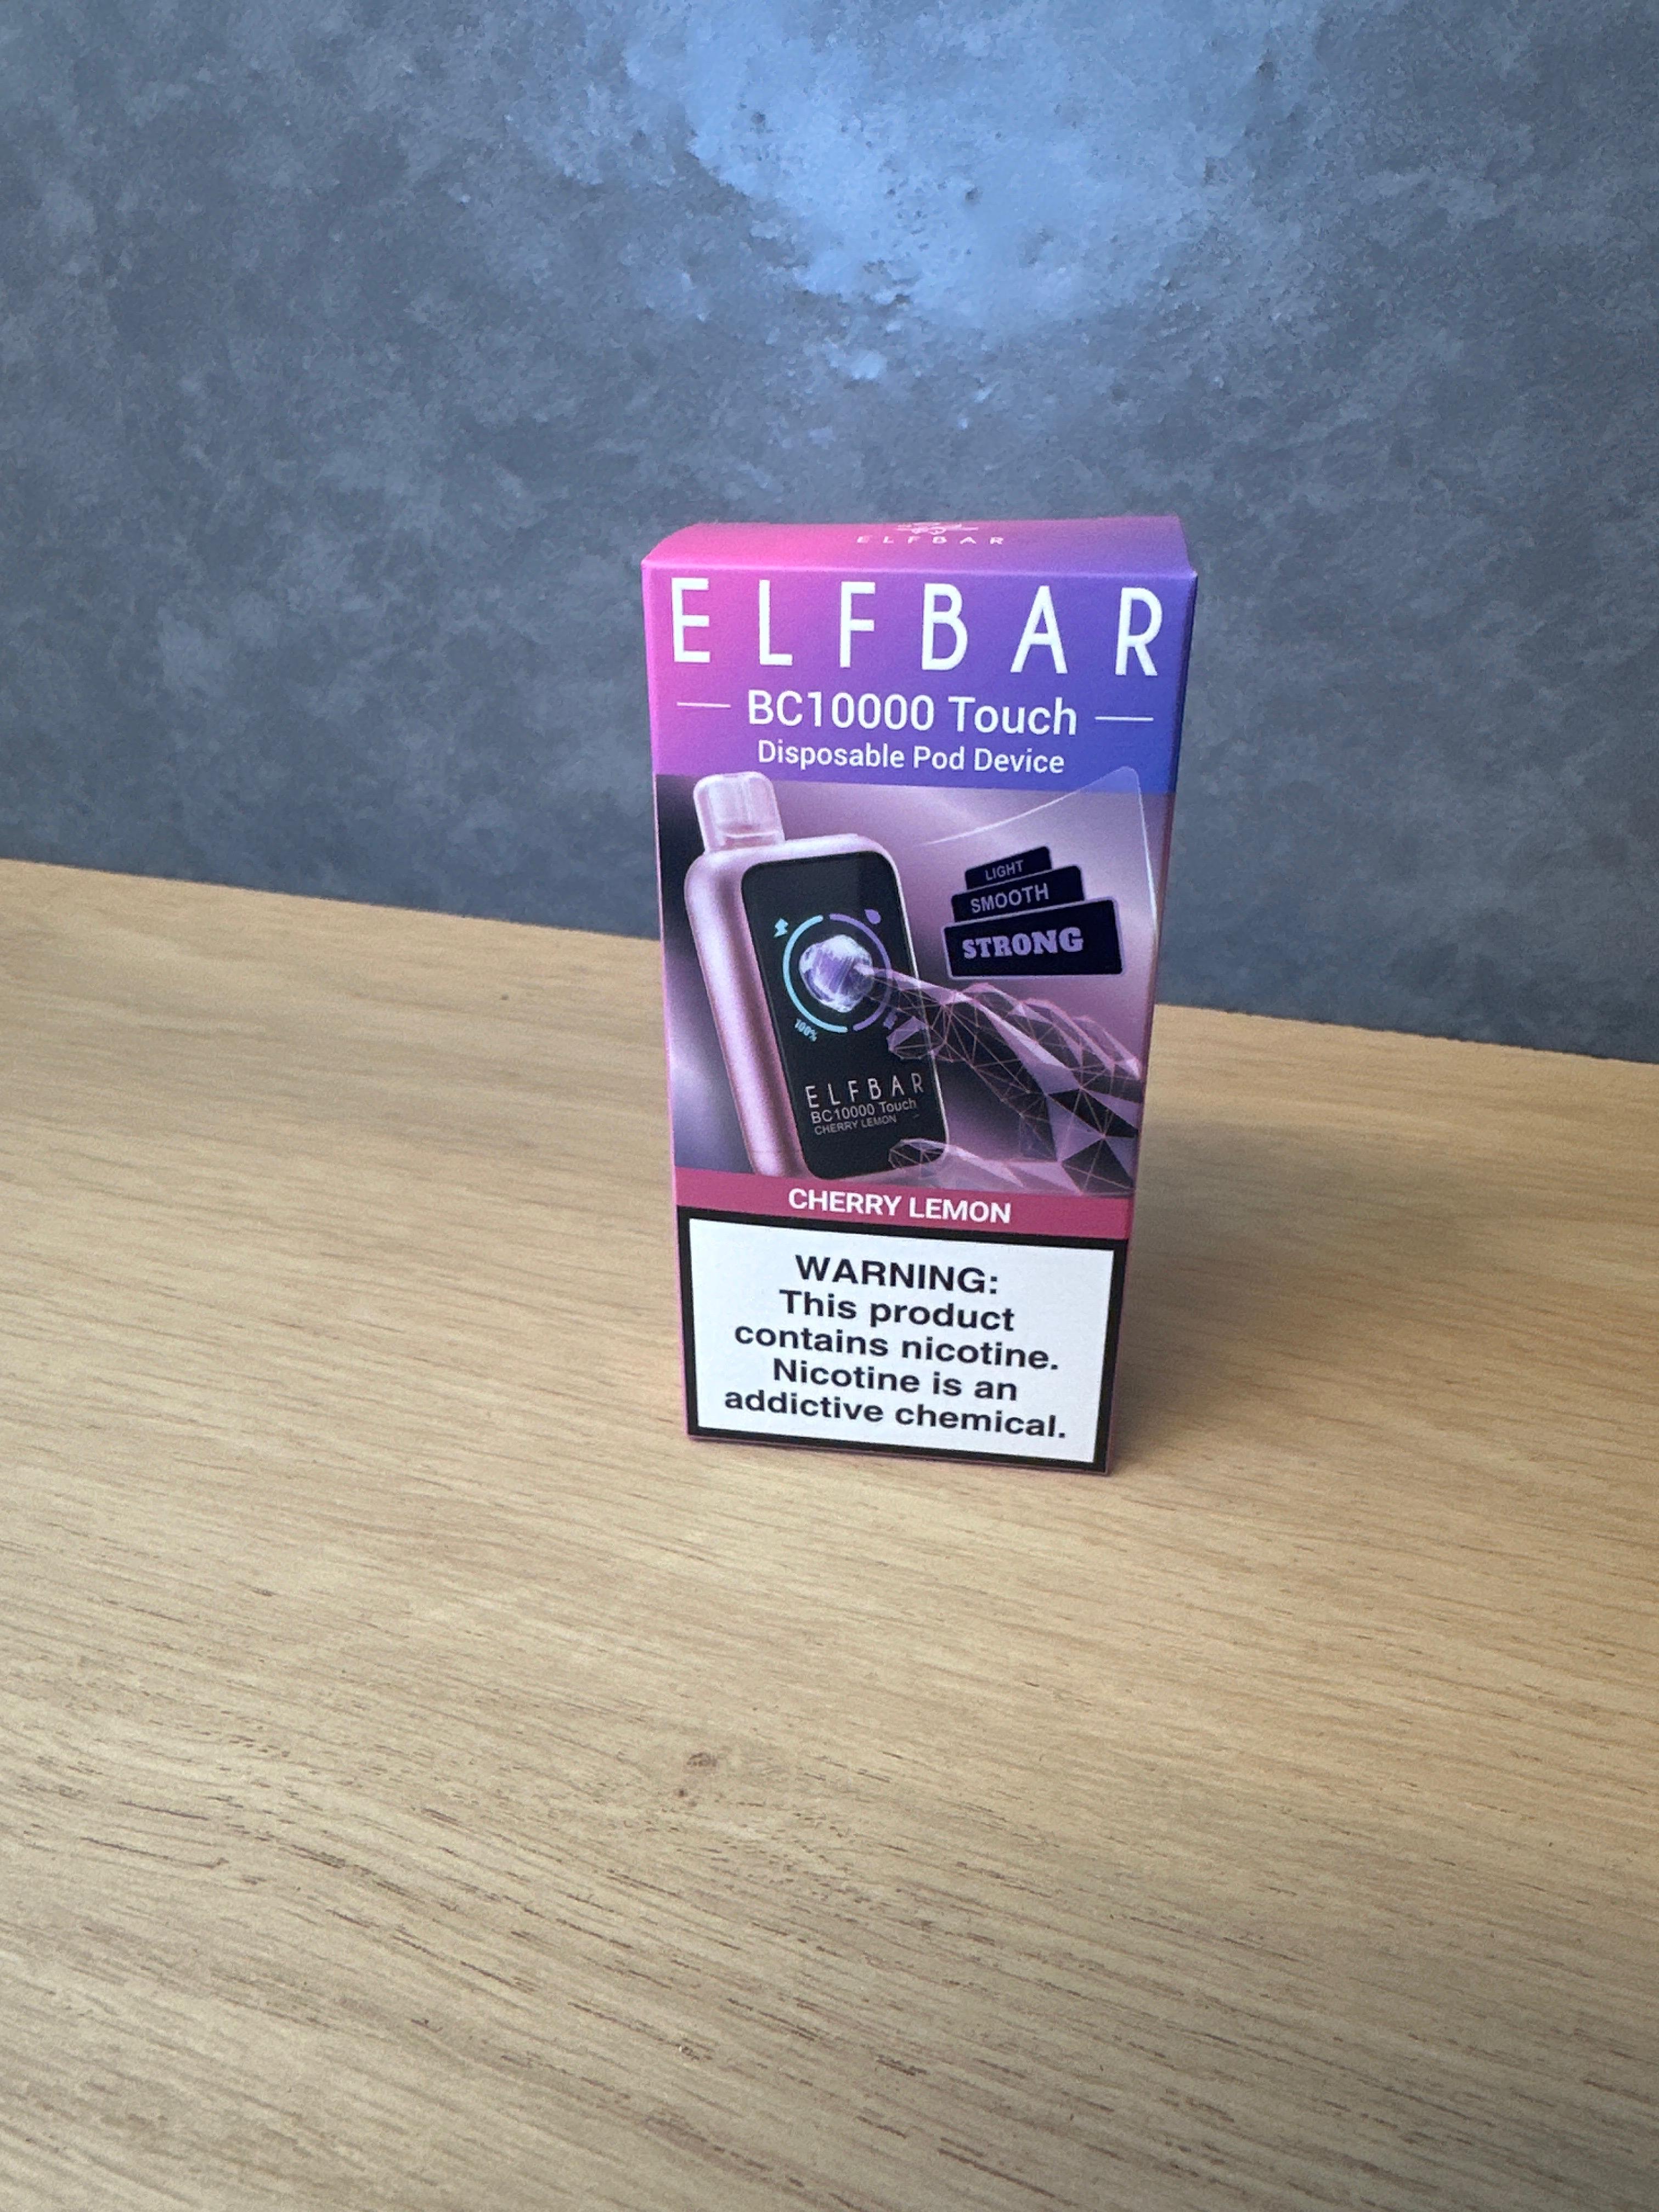 ELFBAR
ELFBAR
BC10000 Touch
Disposable Pod Device
LIGHT
SMOOTH
STRONG
100%
ELFBAR
BC10000 Touch
CHERRY LEMON
CHERRY LEMON
WARNING:
This product
contains nicotine.
Nicotine is an
addictive chemical.